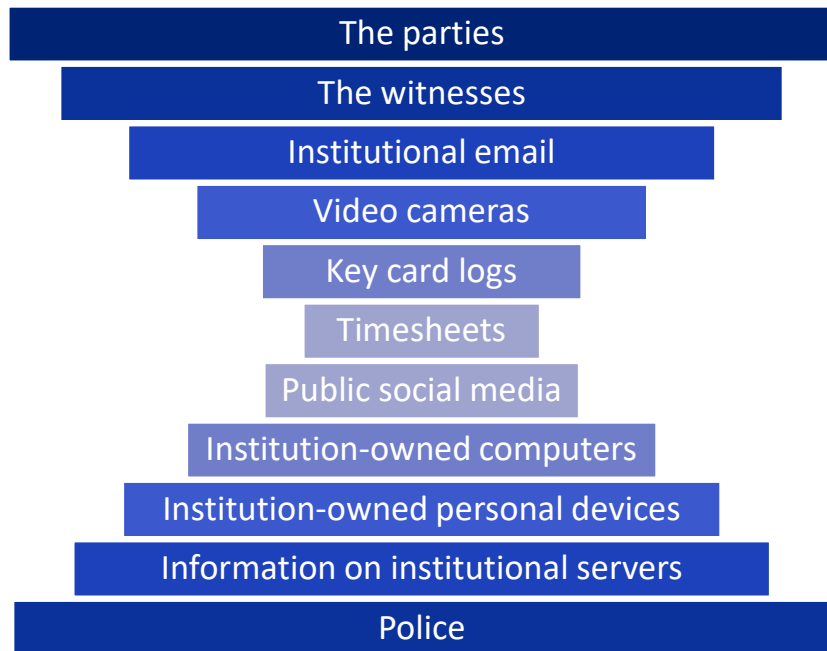 The parties
The witnesses
Institutional email
Video cameras
Key card logs
Timesheets
Public social media
Institution-owned computers
Institution-owned personal devices
Information on institutional servers
Police